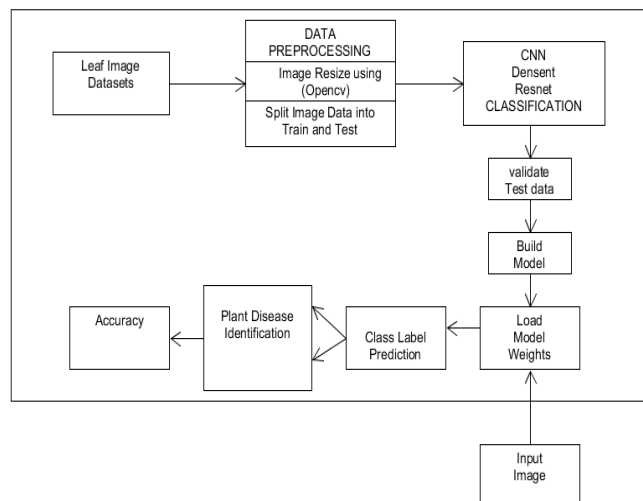 Leaf Image
Datasets
DATA
PREPROCESSING
Image Resize using
(Opencv)
Split Image Data into
Train and Test
CNN
Densent
Resnet
CLASSIFICATION
validate
Test data
Build
Model
Load
Model
Weights
Class Label
Prediction
Plant Disease
Identification
Accuracy
Input
Image